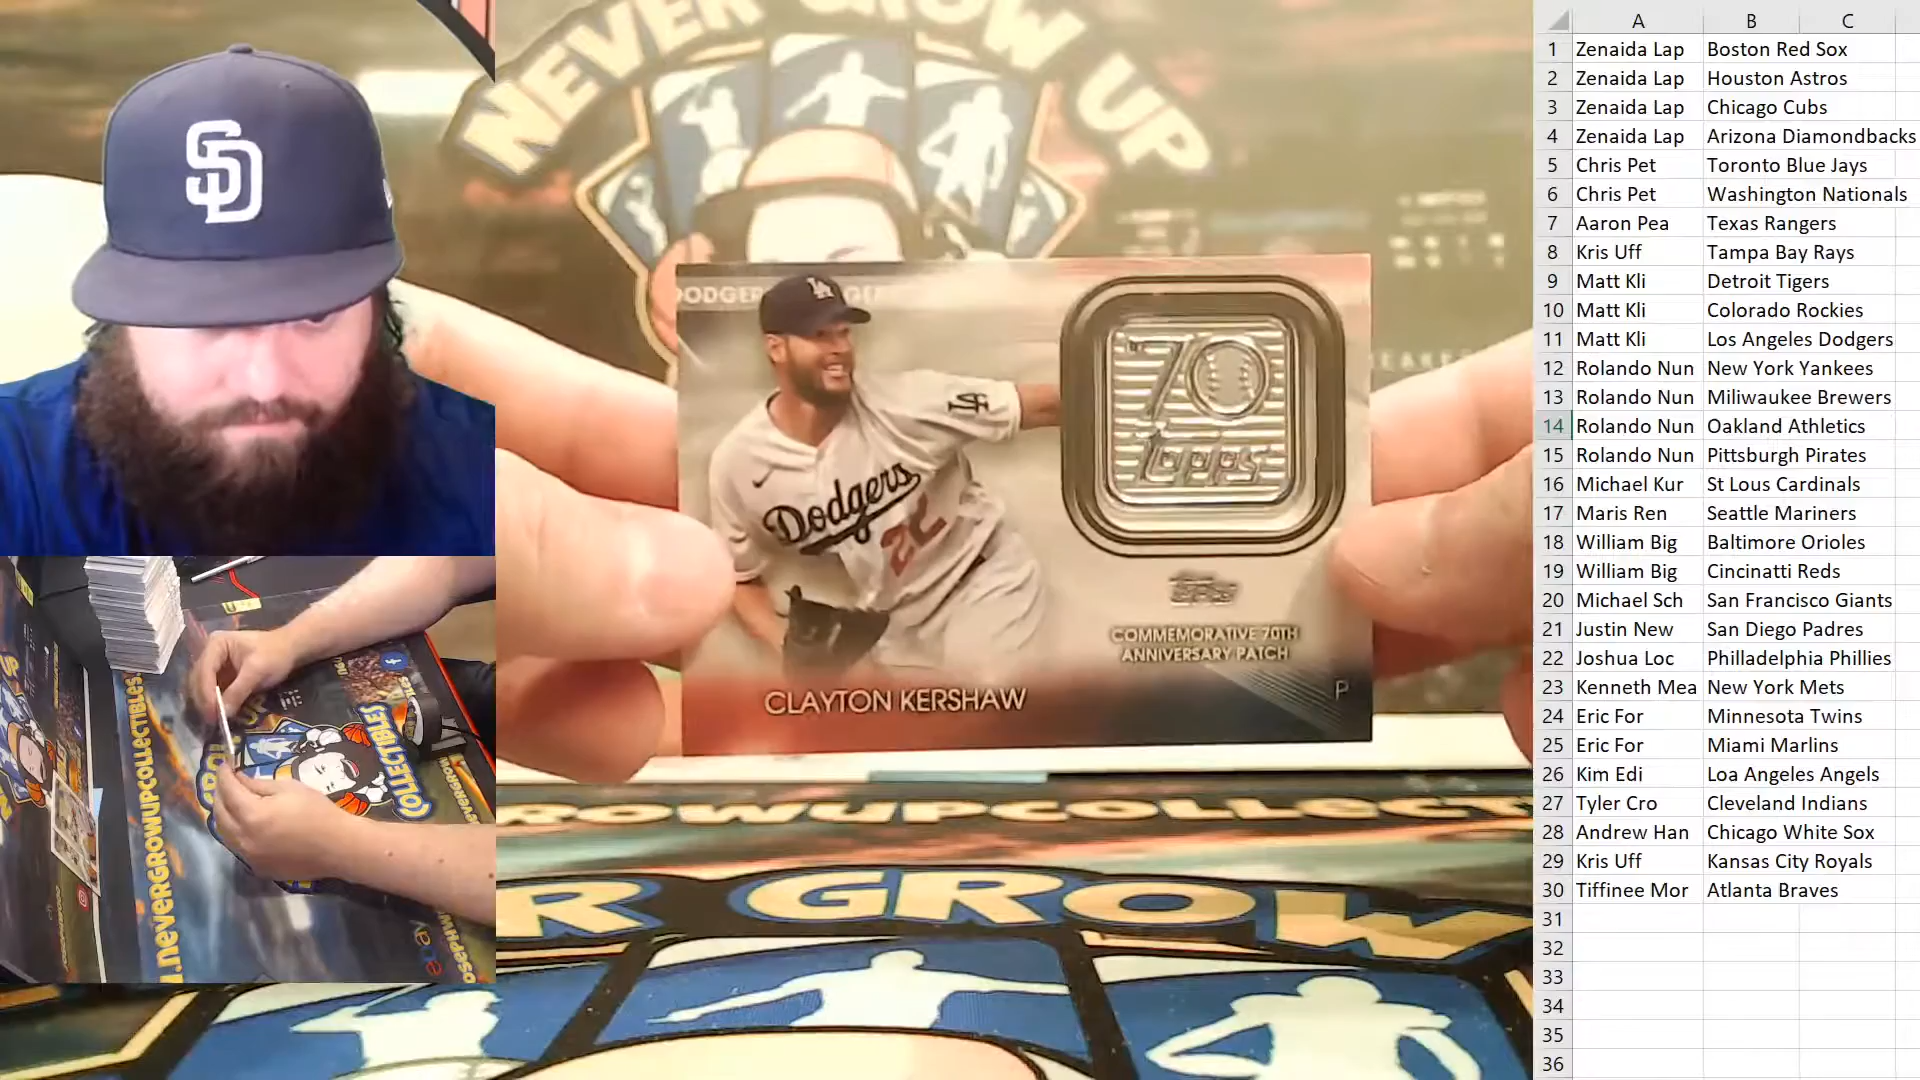 SD
NEVER GROW UP
DODGERS
LA
Dodgers
22
70
Topps
Topps
COMMEMORATIVE 70TH
ANNIVERSARY PATCH
CLAYTON KERSHAW
P
ROWUPCOLLECT
R GROW
.NEVERGROWUPCOLLECTIBLES.
COLLECTIBLES
ebay
A B C
1 Zenaida Lap Boston Red Sox
2 Zenaida Lap Houston Astros
3 Zenaida Lap Chicago Cubs
4 Zenaida Lap Arizona Diamondbacks
5 Chris Pet Toronto Blue Jays
6 Chris Pet Washington Nationals
7 Aaron Pea Texas Rangers
8 Kris Uff Tampa Bay Rays
9 Matt Kli Detroit Tigers
10 Matt Kli Colorado Rockies
11 Matt Kli Los Angeles Dodgers
12 Rolando Nun New York Yankees
13 Rolando Nun Miliwaukee Brewers
14 Rolando Nun Oakland Athletics
15 Rolando Nun Pittsburgh Pirates
16 Michael Kur St Lous Cardinals
17 Maris Ren Seattle Mariners
18 William Big Baltimore Orioles
19 William Big Cincinatti Reds
20 Michael Sch San Francisco Giants
21 Justin New San Diego Padres
22 Joshua Loc Philladelphia Phillies
23 Kenneth Mea New York Mets
24 Eric For Minnesota Twins
25 Eric For Miami Marlins
26 Kim Edi Loa Angeles Angels
27 Tyler Cro Cleveland Indians
28 Andrew Han Chicago White Sox
29 Kris Uff Kansas City Royals
30 Tiffinee Mor Atlanta Braves
31
32
33
34
35
36